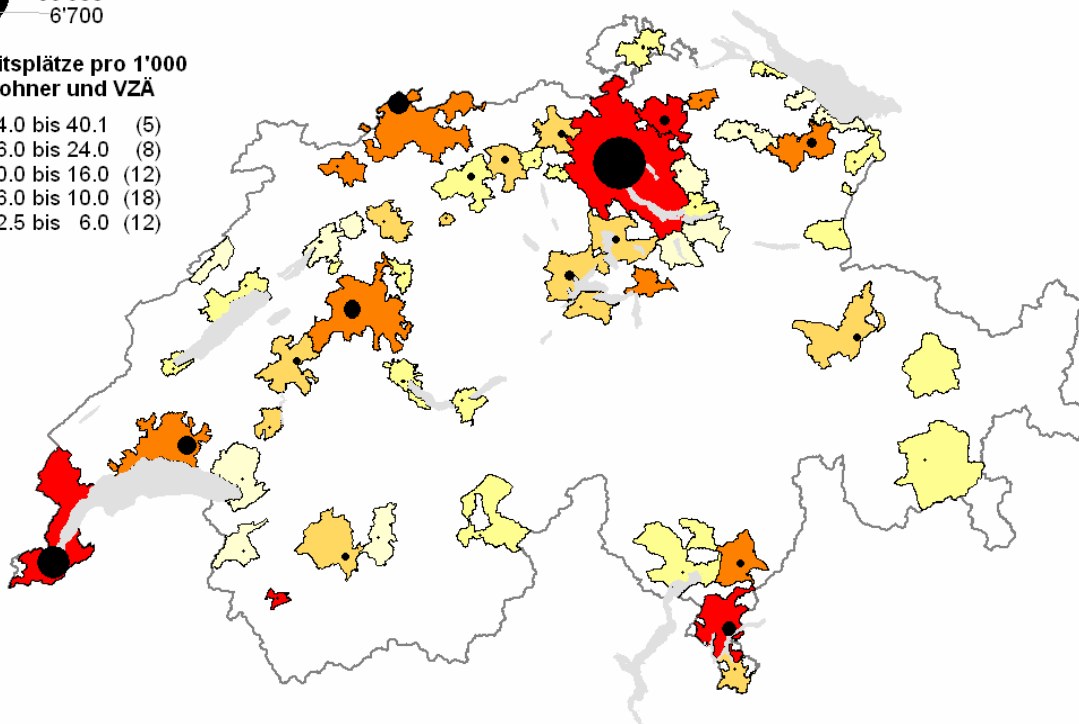 6'700
itsplätze pro 1'000
ohner und VZÄ
4.0 bis 40.1 (5)
6.0 bis 24.0 (8)
0.0 bis 16.0 (12)
6.0 bis 10.0 (18)
2.5 bis 6.0 (12)